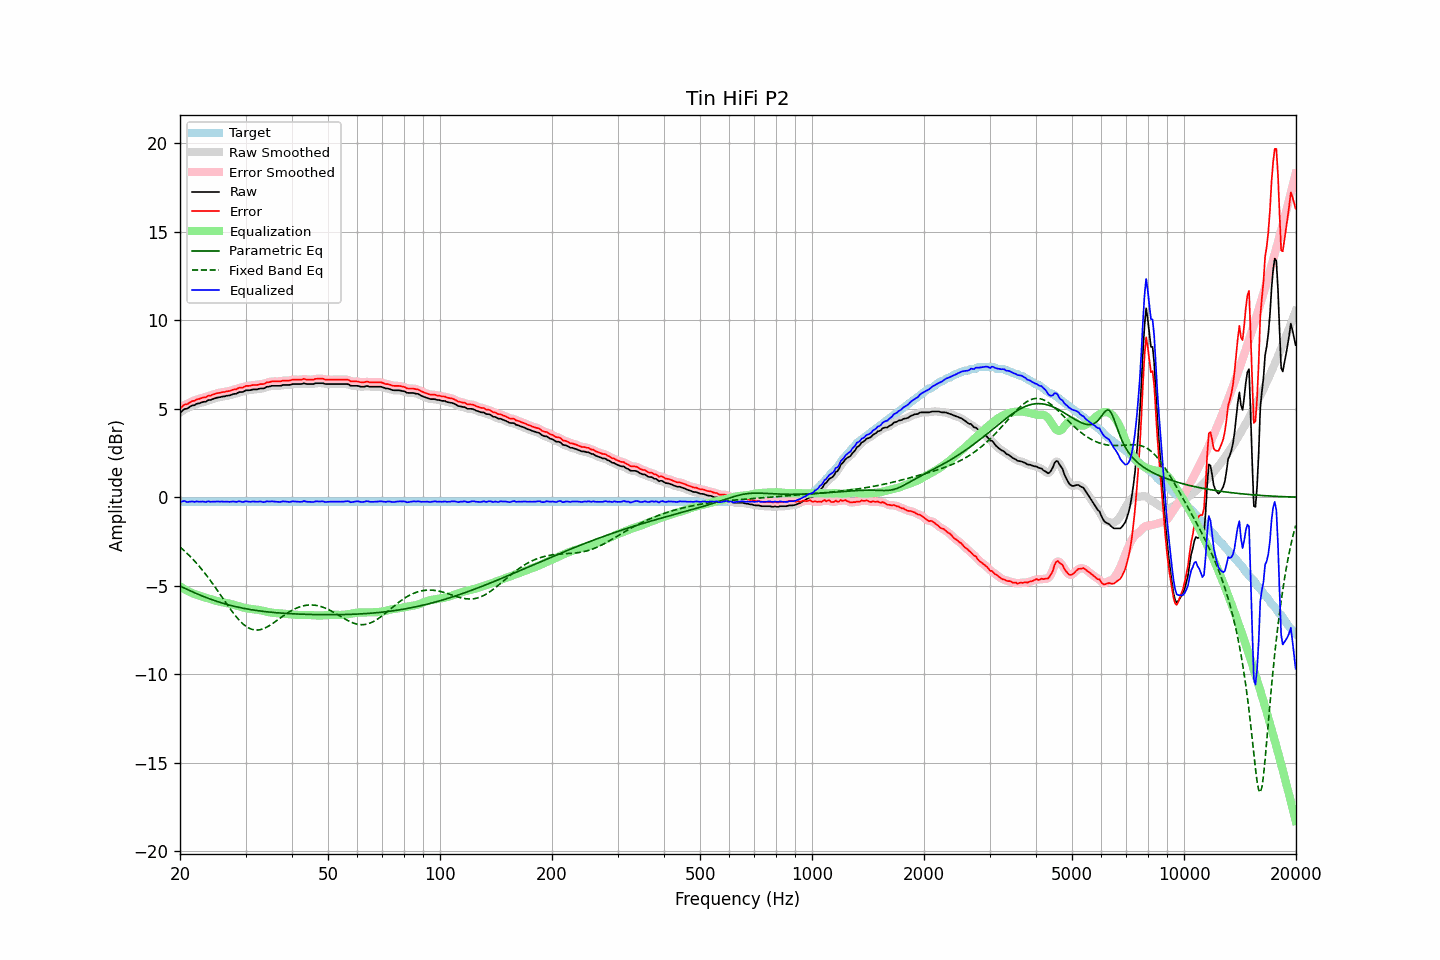 Tin HiFi P2
Target
Raw Smoothed
Error Smoothed
Raw
Error
Equalization
Parametric Eq
Fixed Band Eq
Equalized
20
15
10
5
0
−5
−10
−15
−20
Amplitude (dBr)
20 50 100 200 500 1000 2000 5000 10000 20000
Frequency (Hz)